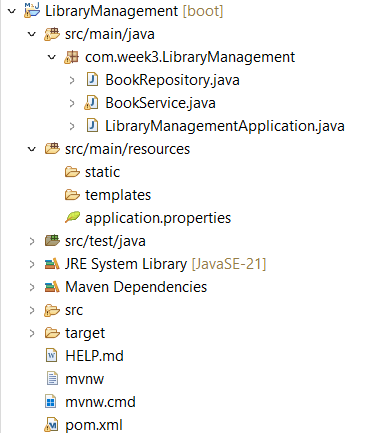 LibraryManagement [boot]
src/main/java
com.week3.LibraryManagement
BookRepository.java
BookService.java
LibraryManagementApplication.java
src/main/resources
static
templates
application.properties
src/test/java
JRE System Library [JavaSE-21]
Maven Dependencies
src
target
HELP.md
mvnw
mvnw.cmd
pom.xml